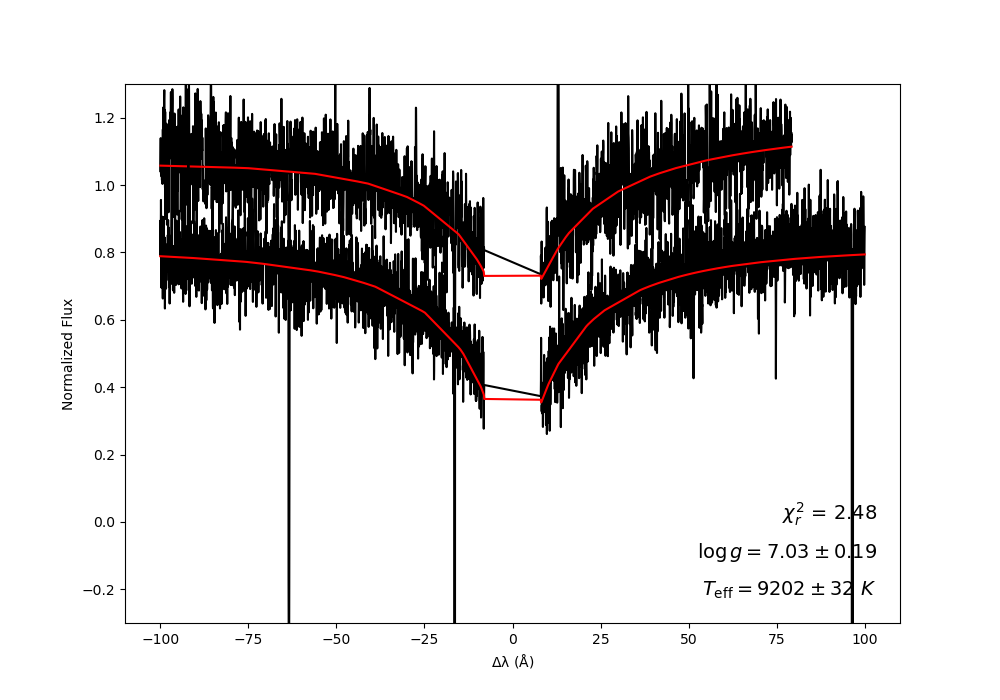 1.2
1.0
0.8
0.6
0.4
0.2
0.0
−0.2
Normalized Flux
χ²ᵣ = 2.48
log g = 7.03 ± 0.19
T_eff = 9202 ± 32 K
−100 −75 −50 −25 0 25 50 75 100
Δλ (Å)